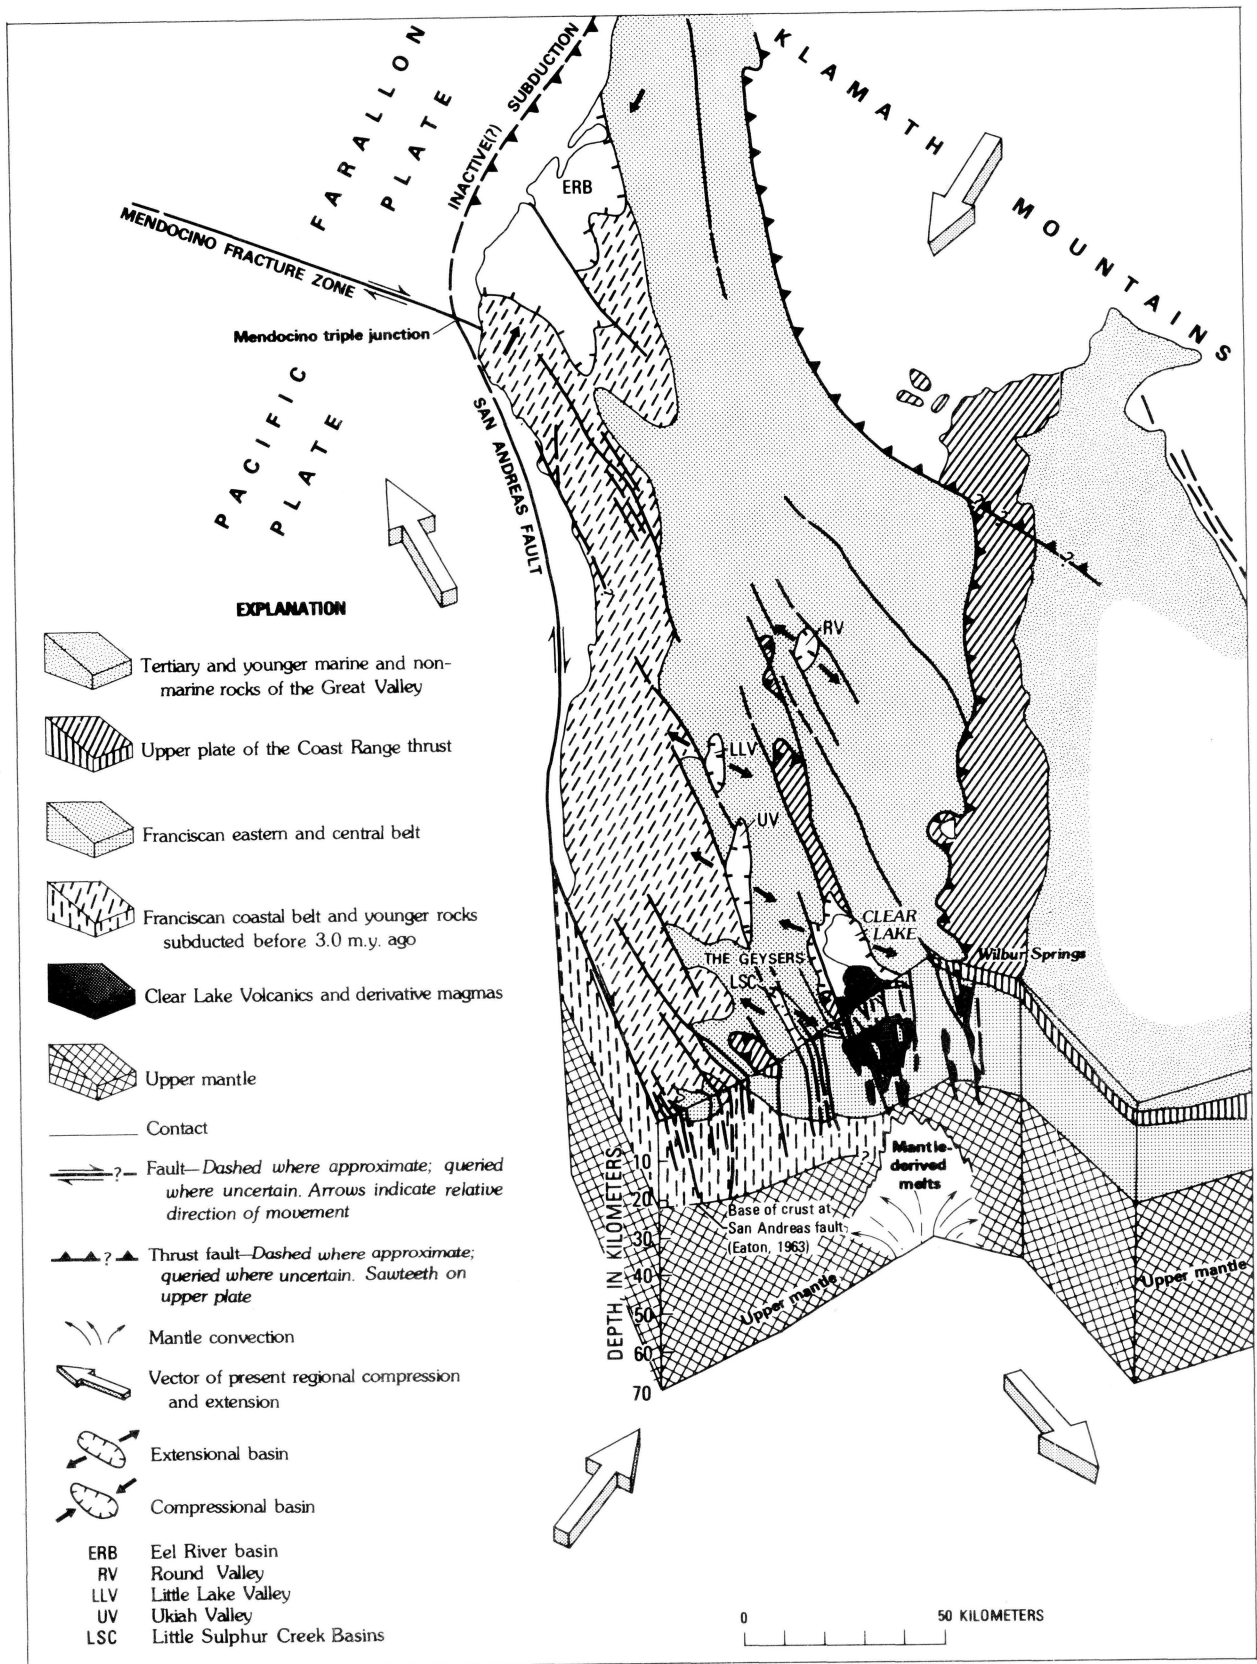 FARALLON
PLATE
INACTIVE(?) SUBDUCTION
KLAMATH MOUNTAINS
ERB
MENDOCINO FRACTURE ZONE
Mendocino triple junction
PACIFIC
PLATE
SAN ANDREAS FAULT
?
?
?
?
RV
LLV
UV
CLEAR
LAKE
THE GEYSERS
LSC
Wilbur Springs
?
?
Mantle-
derived
melts
Base of crust at
San Andreas fault
(Eaton, 1963)
Upper mantle
Upper mantle
DEPTH, IN KILOMETERS
10
20
30
40
50
60
70
EXPLANATION
Tertiary and younger marine and non-
marine rocks of the Great Valley
Upper plate of the Coast Range thrust
Franciscan eastern and central belt
Franciscan coastal belt and younger rocks
subducted before 3.0 m.y. ago
Clear Lake Volcanics and derivative magmas
Upper mantle
Contact
? Fault—Dashed where approximate; queried
where uncertain. Arrows indicate relative
direction of movement
? Thrust fault—Dashed where approximate;
queried where uncertain. Sawteeth on
upper plate
Mantle convection
Vector of present regional compression
and extension
Extensional basin
Compressional basin
ERB Eel River basin
RV Round Valley
LLV Little Lake Valley
UV Ukiah Valley
LSC Little Sulphur Creek Basins
0 50 KILOMETERS